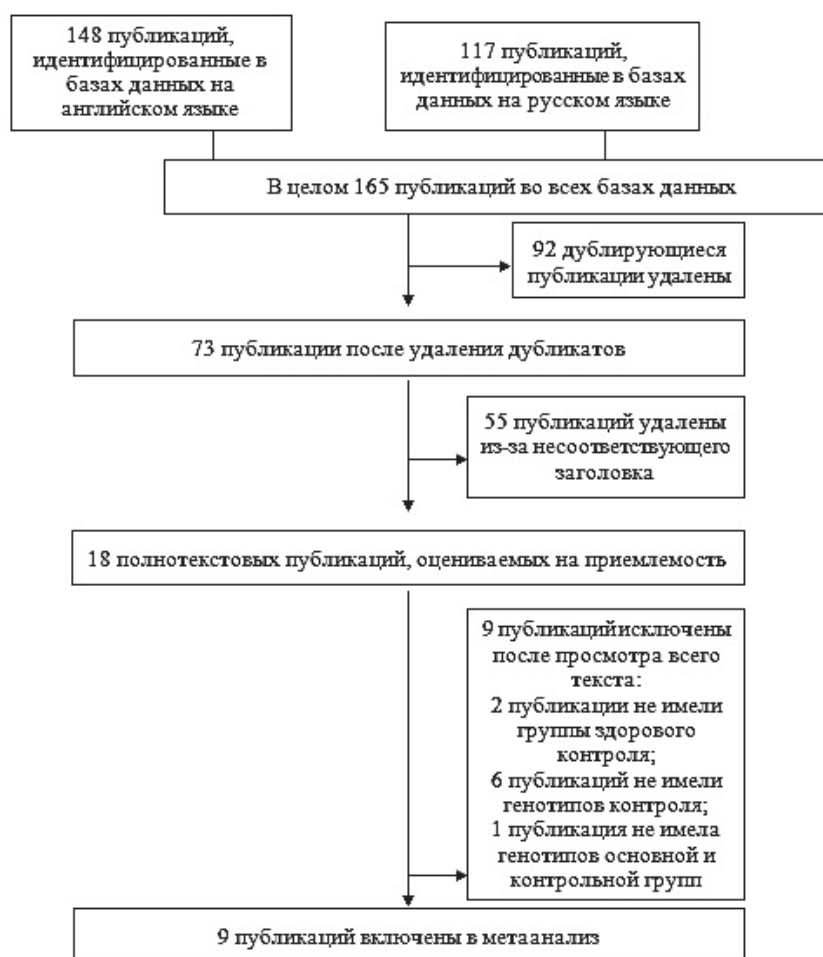 148 публикаций,
идентифицированные в
базах данных на
английском языке
117 публикаций,
идентифицированные в базах
данных на русском языке
В целом 165 публикаций во всех базах данных
92 дублирующиеся
публикации удалены
73 публикации после удаления дубликатов
55 публикаций удалены
из-за несоответствующего
заголовка
18 полнотекстовых публикаций, оцениваемых на приемлемость
9 публикацийисключены
после просмотра всего
текста:
2 публикации не имели
группы здорового
контроля;
6 публикаций не имели
генотипов контроля;
1 публикация не имела
генотипов основной и
контрольной групп
9 публикаций включены в метаанализ